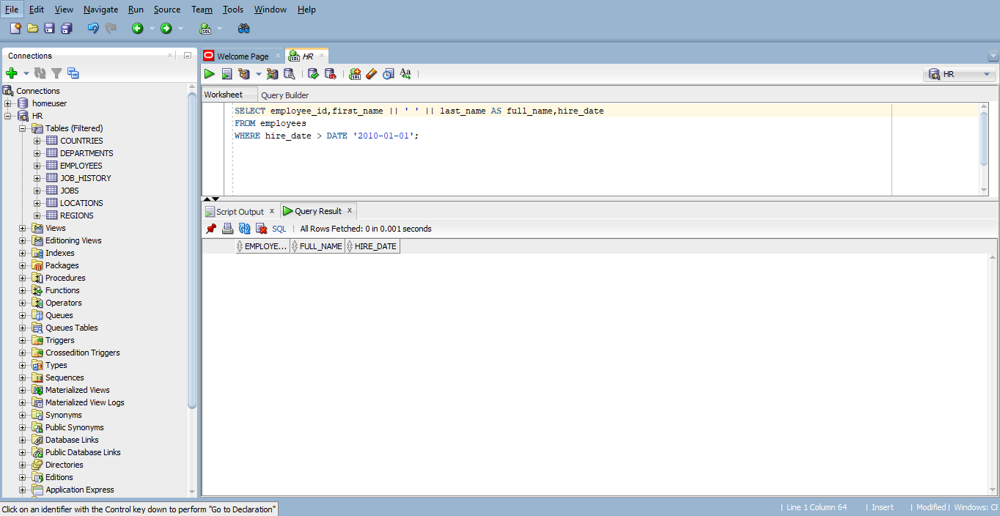 File Edit View Navigate Run Source Team Tools Window Help
Connections
Welcome Page
HR
HR
Connections
homeuser
HR
Tables (Filtered)
COUNTRIES
DEPARTMENTS
EMPLOYEES
JOB_HISTORY
JOBS
LOCATIONS
REGIONS
Views
Editioning Views
Indexes
Packages
Procedures
Functions
Operators
Queues
Queues Tables
Triggers
Crossedition Triggers
Types
Sequences
Materialized Views
Materialized View Logs
Synonyms
Public Synonyms
Database Links
Public Database Links
Directories
Editions
Application Express
Worksheet Query Builder
SELECT employee_id,first_name || ' ' || last_name AS full_name,hire_date
FROM employees
WHERE hire_date > DATE '2010-01-01';
Script Output x Query Result x
SQL | All Rows Fetched: 0 in 0.001 seconds
EMPLOYE... FULL_NAME HIRE_DATE
Click on an identifier with the Control key down to perform "Go to Declaration"
| Line 1 Column 64 | Insert | Modified | Windows: